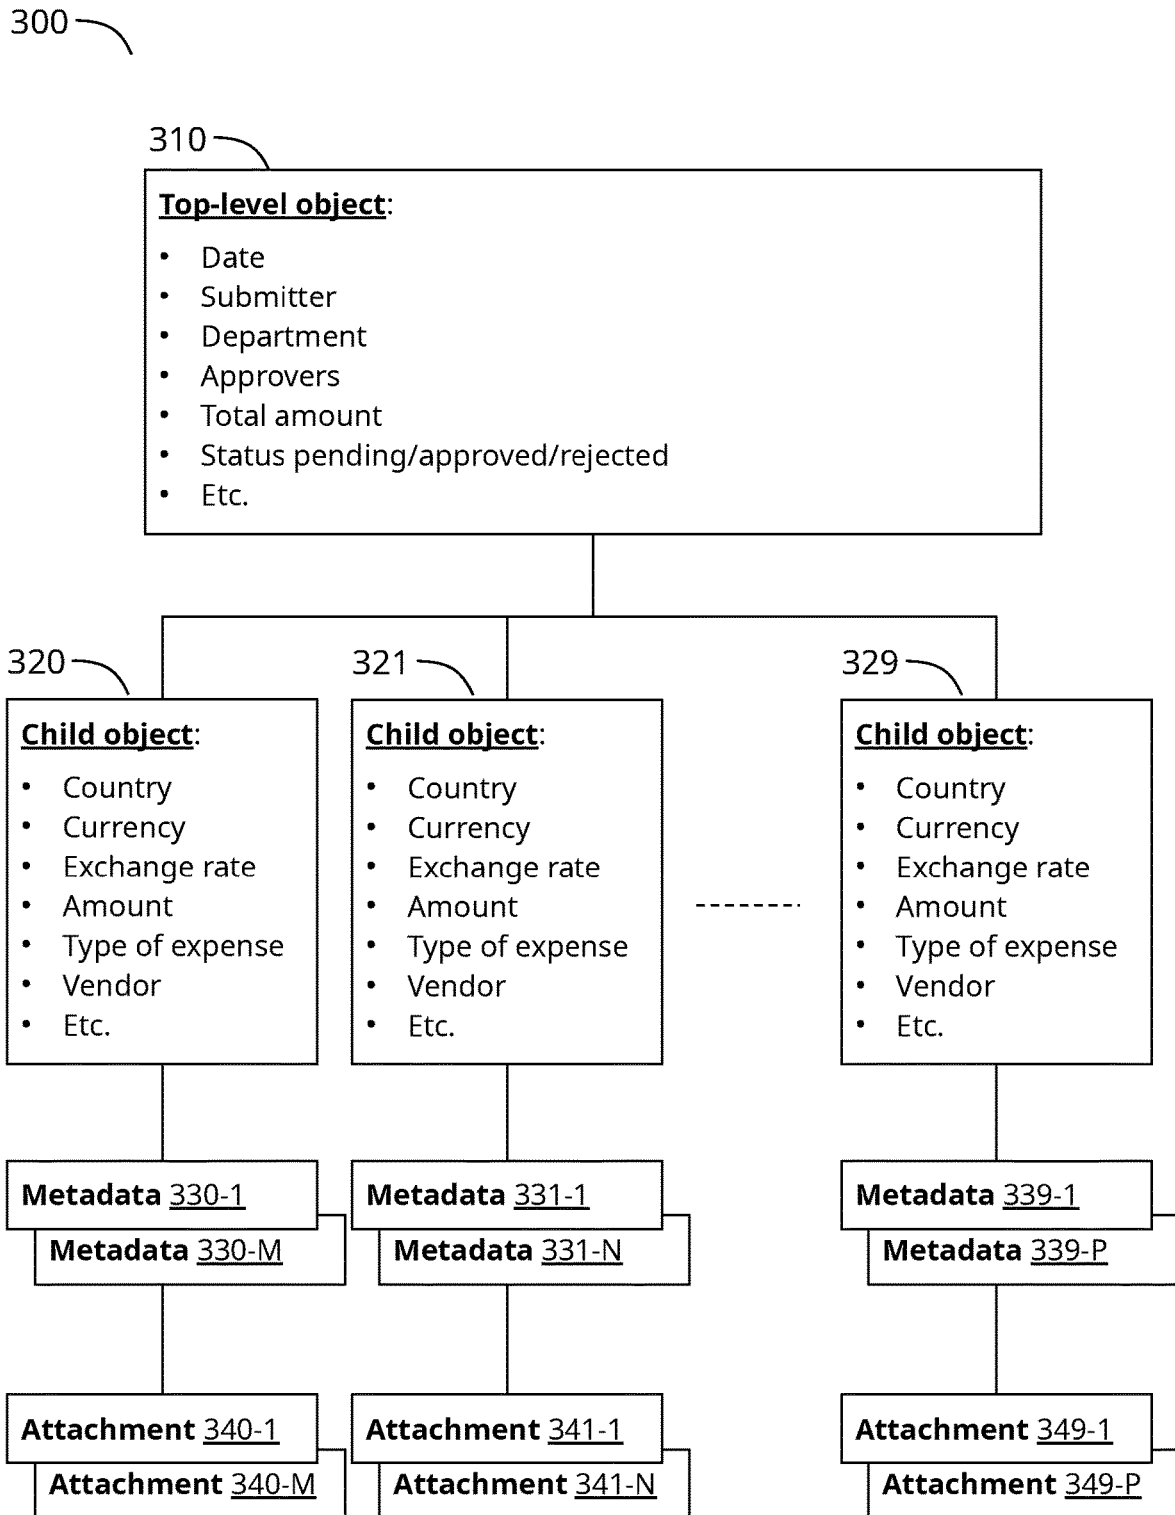 300
310
Top-level object:
• Date
• Submitter
• Department
• Approvers
• Total amount
• Status pending/approved/rejected
• Etc.
320
Child object:
• Country
• Currency
• Exchange rate
• Amount
• Type of expense
• Vendor
• Etc.
Metadata 330-1
Metadata 330-M
Attachment 340-1
Attachment 340-M
321
Child object:
• Country
• Currency
• Exchange rate
• Amount
• Type of expense
• Vendor
• Etc.
Metadata 331-1
Metadata 331-N
Attachment 341-1
Attachment 341-N
329
Child object:
• Country
• Currency
• Exchange rate
• Amount
• Type of expense
• Vendor
• Etc.
Metadata 339-1
Metadata 339-P
Attachment 349-1
Attachment 349-P